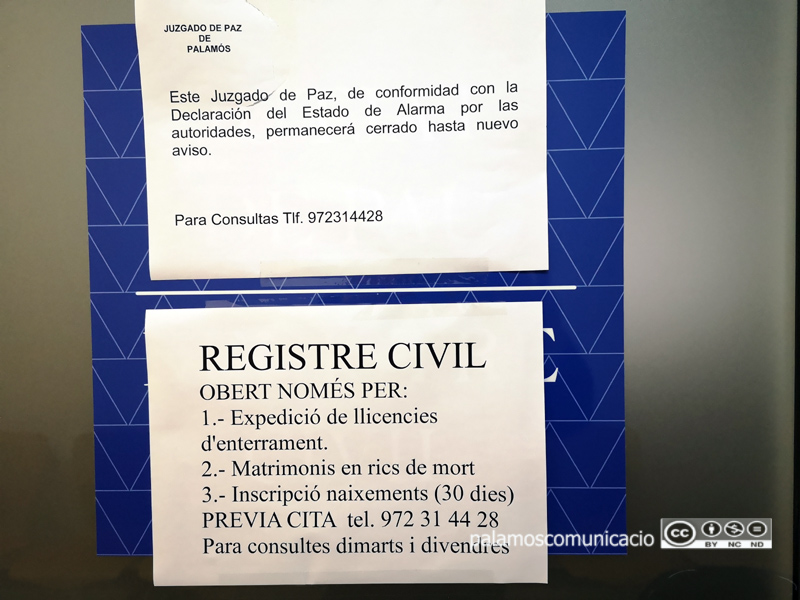 JUZGADO DE PAZ
DE
PALAMÓS
Este Juzgado de Paz, de conformidad con la
Declaración del Estado de Alarma por las
autoridades, permanecerá cerrado hasta nuevo
aviso.
Para Consultas Tlf. 972314428
REGISTRE CIVIL
OBERT NOMÉS PER:
1.- Expedició de llicencies
d'enterrament.
2.- Matrimonis en rics de mort
3.- Inscripció naixements (30 dies)
PREVIA CITA tel. 972 31 44 28
Para consultes dimarts i divendres
palamoscomunicacio
CC BY NC ND